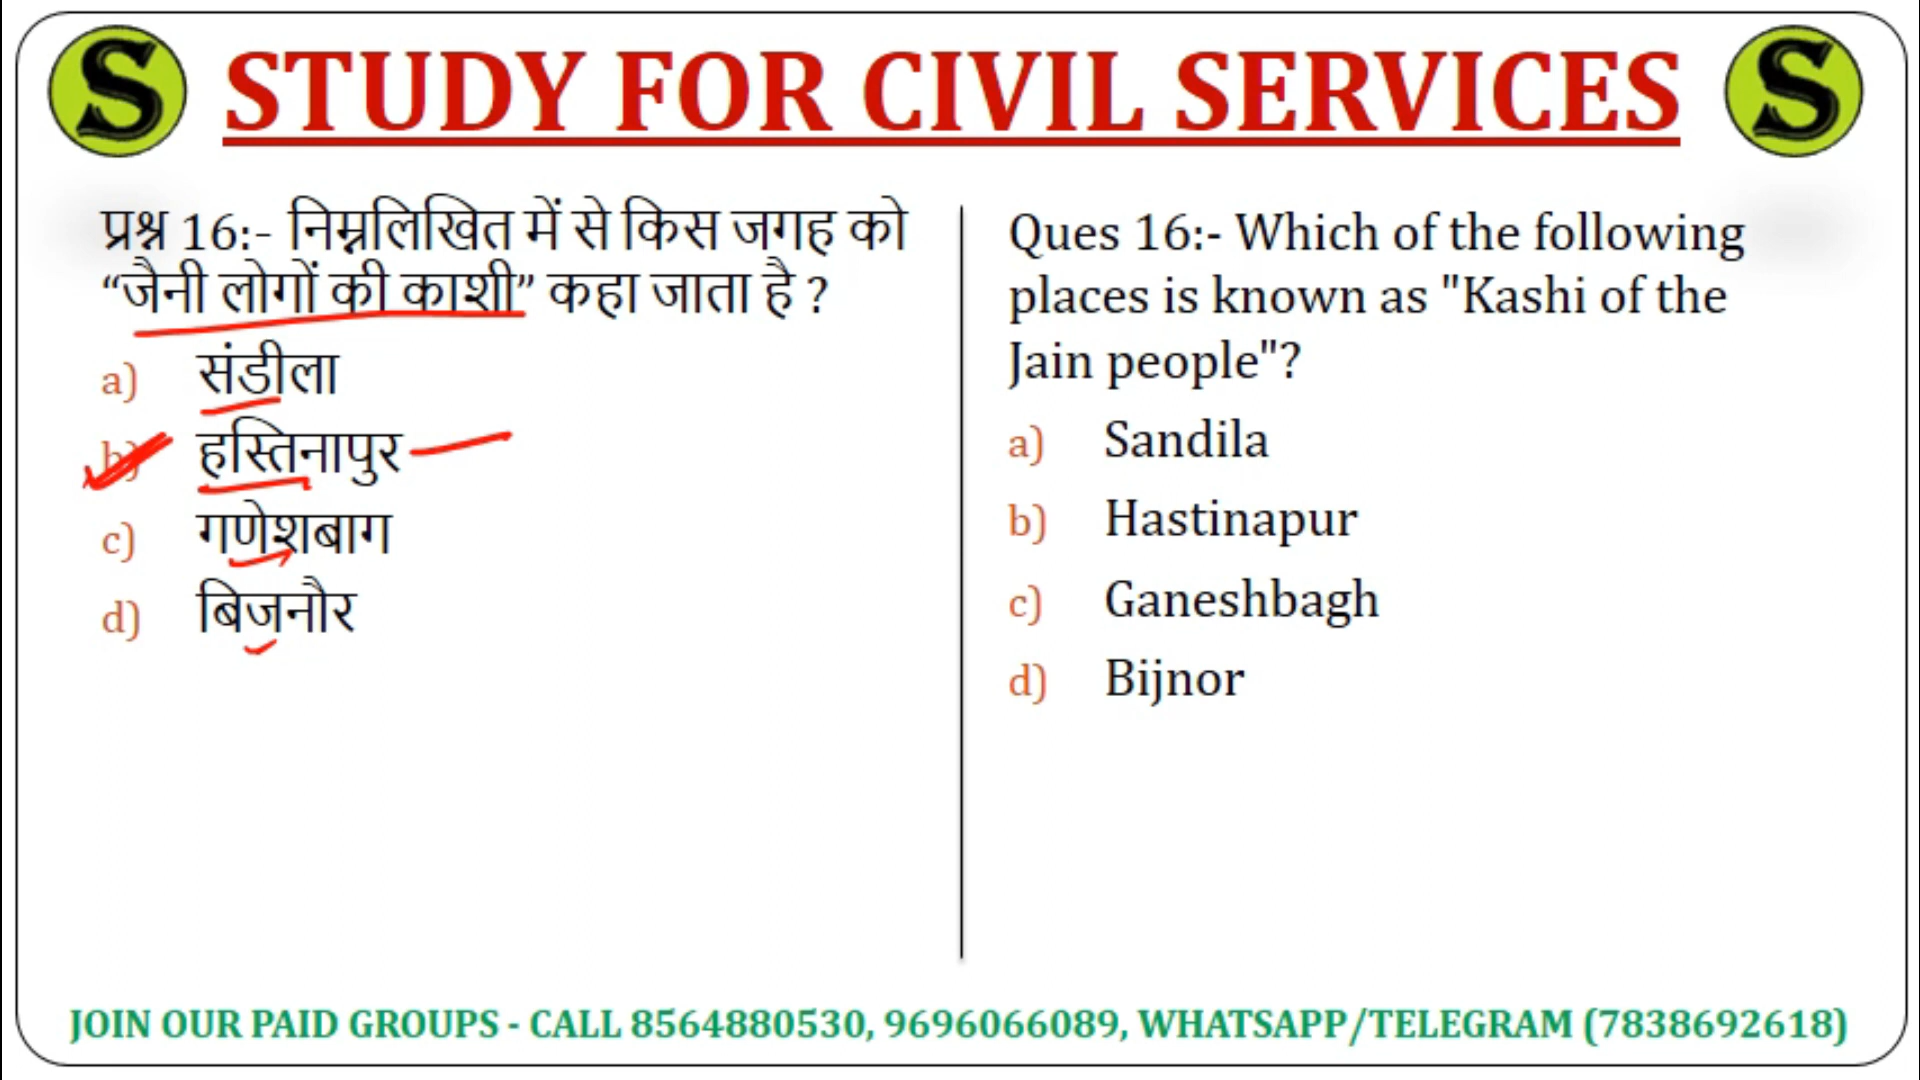 S STUDY FOR CIVIL SERVICES S
प्रश्न 16:- निम्नलिखित में से किस जगह को
“जैनी लोगों की काशी” कहा जाता है ?
a) संडीला
b) हस्तिनापुर
c) गणेशबाग
d) बिजनौर
Ques 16:- Which of the following
places is known as "Kashi of the
Jain people"?
a) Sandila
b) Hastinapur
c) Ganeshbagh
d) Bijnor
JOIN OUR PAID GROUPS - CALL 8564880530, 9696066089, WHATSAPP/TELEGRAM (7838692618)